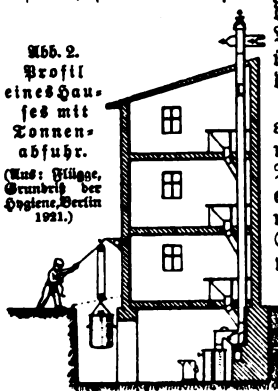 Abb. 2.
Profil
eines Hau-
ses mit
Tonnen-
abfuhr.
(Aus: Flügge,
Grundriß der
Hygiene, Berlin
1921.)